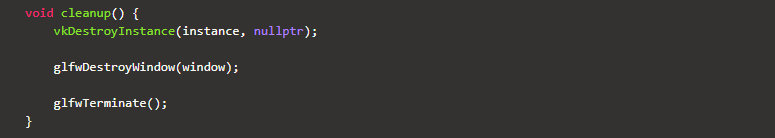 void cleanup() {
    vkDestroyInstance(instance, nullptr);

    glfwDestroyWindow(window);

    glfwTerminate();
}